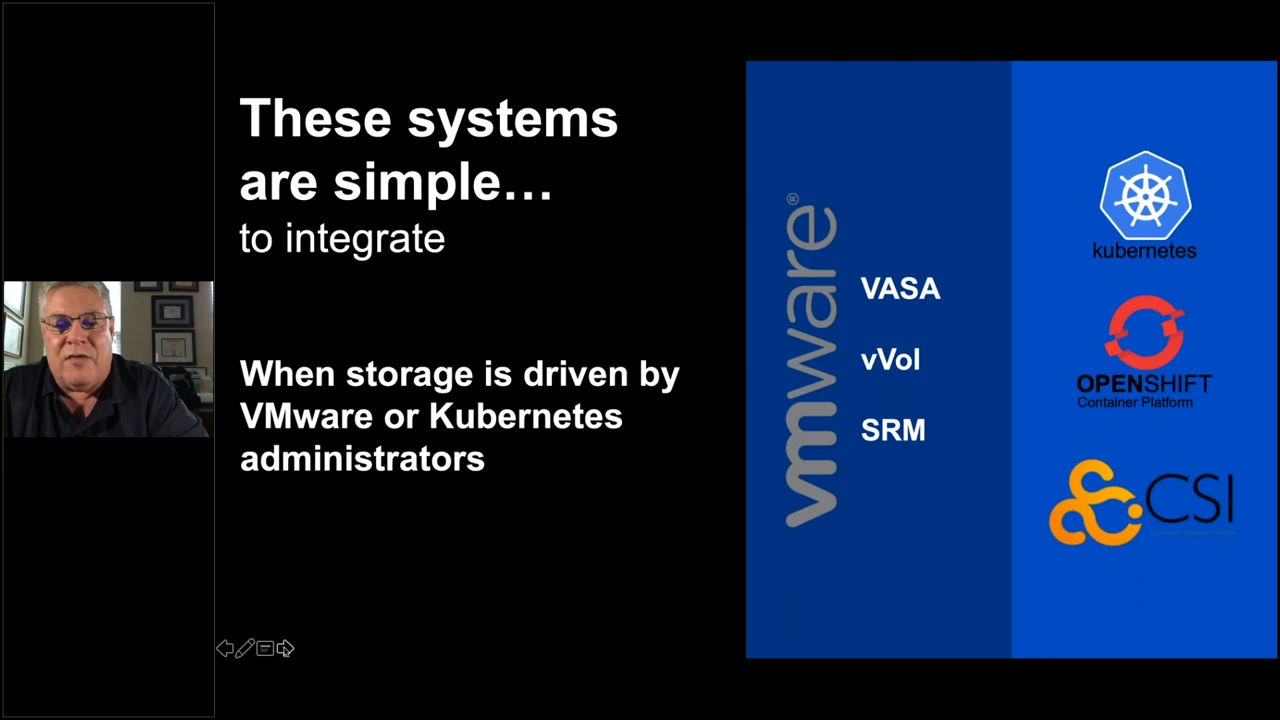 These systems
are simple…
to integrate
When storage is driven by
VMware or Kubernetes
administrators
vmware®
VASA
vVol
SRM
kubernetes
OPENSHIFT
Container Platform
CSI